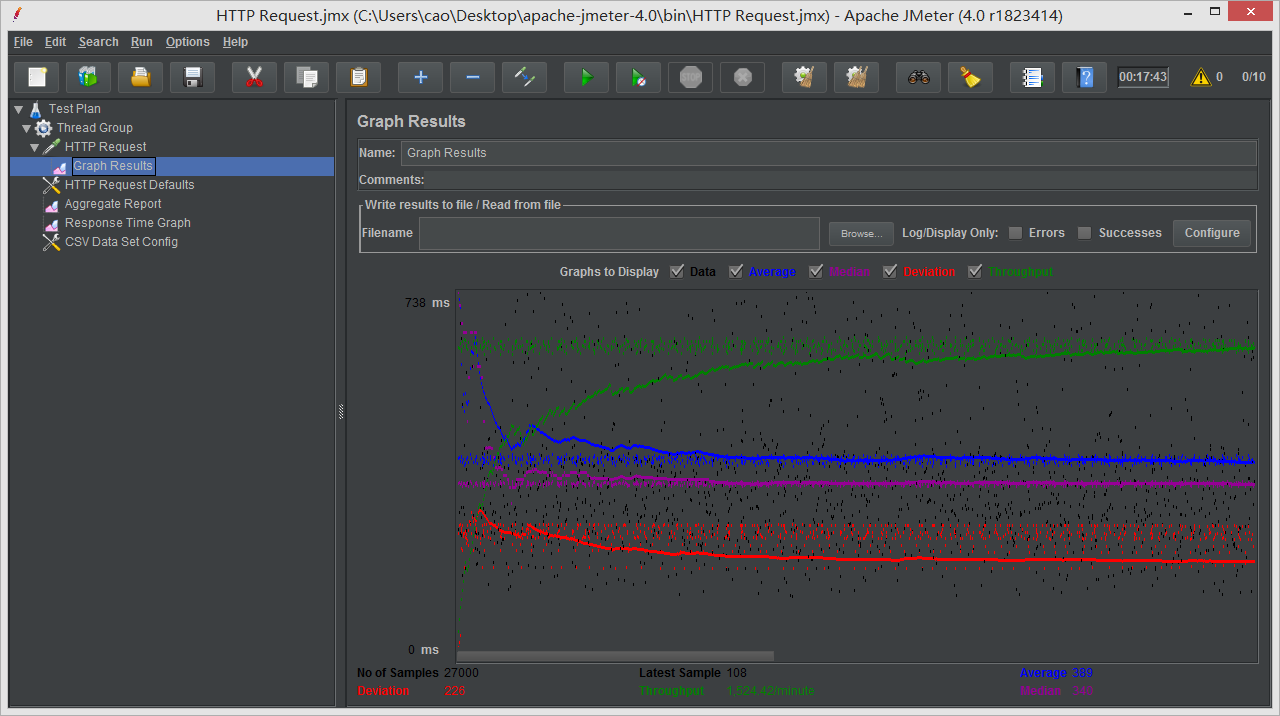 HTTP Request.jmx (C:\Users\cao\Desktop\apache-jmeter-4.0\bin\HTTP Request.jmx) - Apache JMeter (4.0 r1823414)
File Edit Search Run Options Help
STOP 00:17:43 0 0/10
Test Plan
Thread Group
HTTP Request
Graph Results
HTTP Request Defaults
Aggregate Report
Response Time Graph
CSV Data Set Config
Graph Results
Name: Graph Results
Comments:
Write results to file / Read from file
Filename Browse... Log/Display Only: Errors Successes Configure
Graphs to Display Data Average Median Deviation Throughput
738 ms
0 ms
No of Samples 27000 Latest Sample 108 Average 389
Deviation 225 Throughput 1,524.42/minute Median